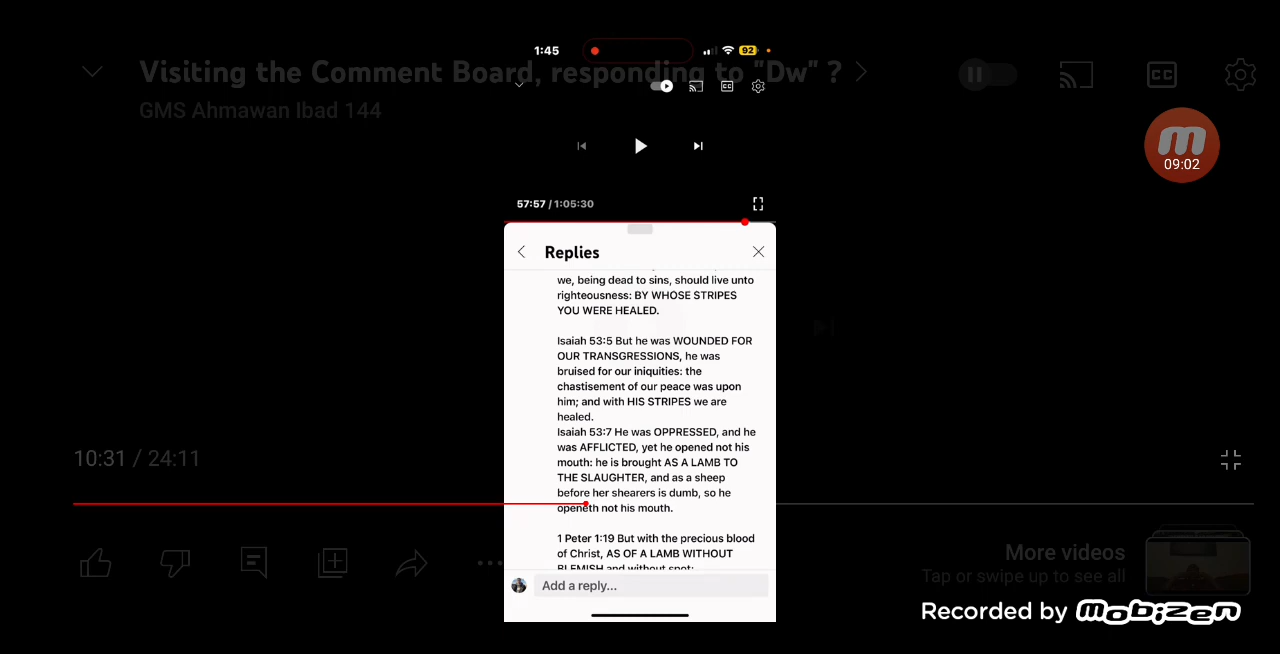 1:45
92
Visiting the Comment Board, responding to "Dw" ?
CC
CC
GMS Ahmawan Ibad 144
m
09:02
57:57 / 1:05:30
Replies
we, being dead to sins, should live unto
righteousness: BY WHOSE STRIPES
YOU WERE HEALED.
Isaiah 53:5 But he was WOUNDED FOR
OUR TRANSGRESSIONS, he was
bruised for our iniquities: the
chastisement of our peace was upon
him; and with HIS STRIPES we are
healed.
Isaiah 53:7 He was OPPRESSED, and he
was AFFLICTED, yet he opened not his
mouth: he is brought AS A LAMB TO
THE SLAUGHTER, and as a sheep
before her shearers is dumb, so he
openeth not his mouth.
1 Peter 1:19 But with the precious blood
of Christ, AS OF A LAMB WITHOUT
BLEMISH and without spot:
Add a reply...
10:31 / 24:11
More videos
Tap or swipe up to see all
Recorded by mobizen